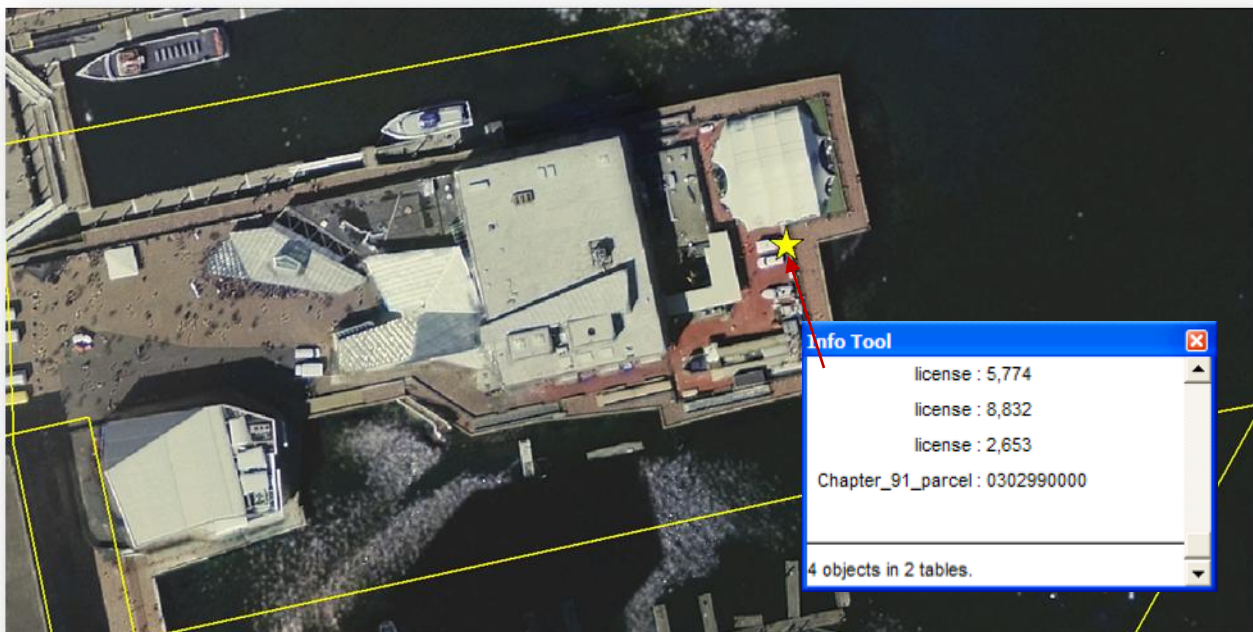 Info Tool
license : 5,774
license : 8,832
license : 2,653
Chapter_91_parcel : 0302990000
4 objects in 2 tables.